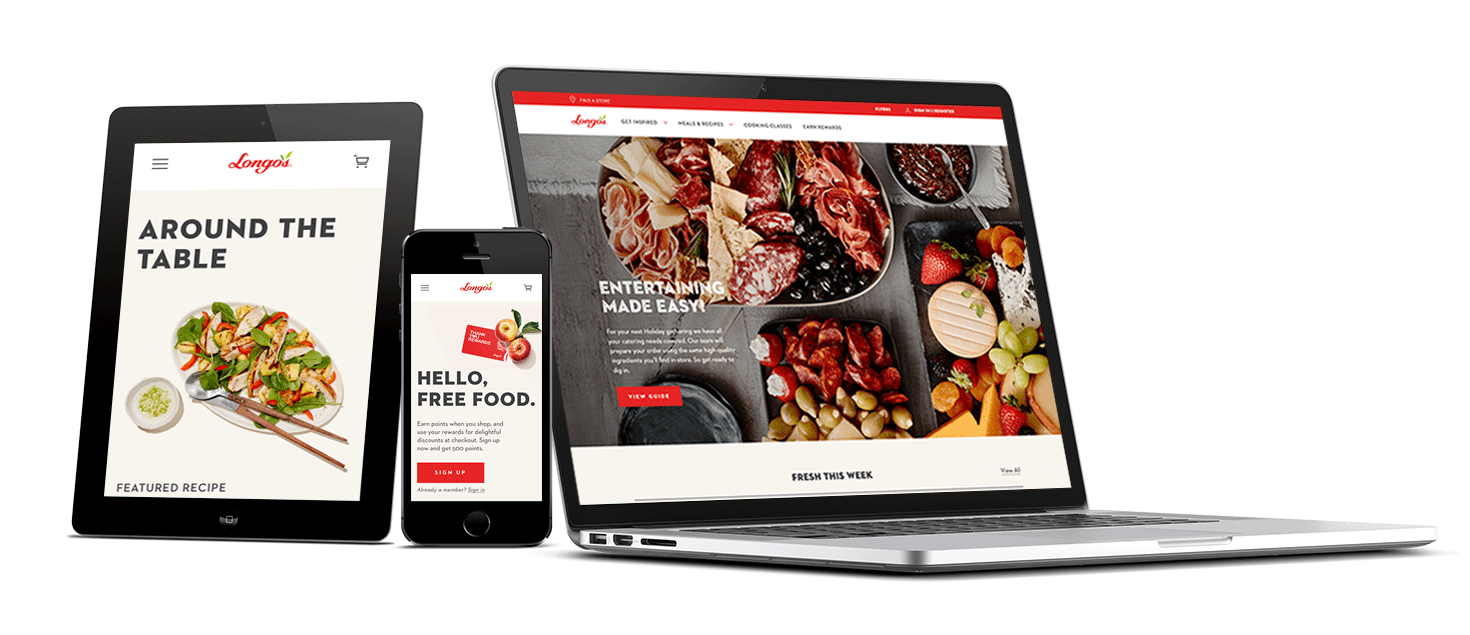 Longo's
AROUND THE
TABLE
FEATURED RECIPE
Longo's
THANK
YOU
REWARDS
HELLO,
FREE FOOD.
Earn points when you shop, and
use your rewards for delightful
discounts at checkout. Sign up
now and get 500 points.
SIGN UP
Already a member? Sign in
FIND A STORE
FLYERS
SIGN IN | REGISTER
Longo's
GET INSPIRED
MEALS & RECIPES
COOKING CLASSES
EARN REWARDS
ENTERTAINING
MADE EASY!
For your next Holiday gathering we have all
your catering needs covered. Our team will
prepare your order using the same high quality
ingredients you'll find in-store. So get ready to
dig in.
VIEW GUIDE
FRESH THIS WEEK
View All